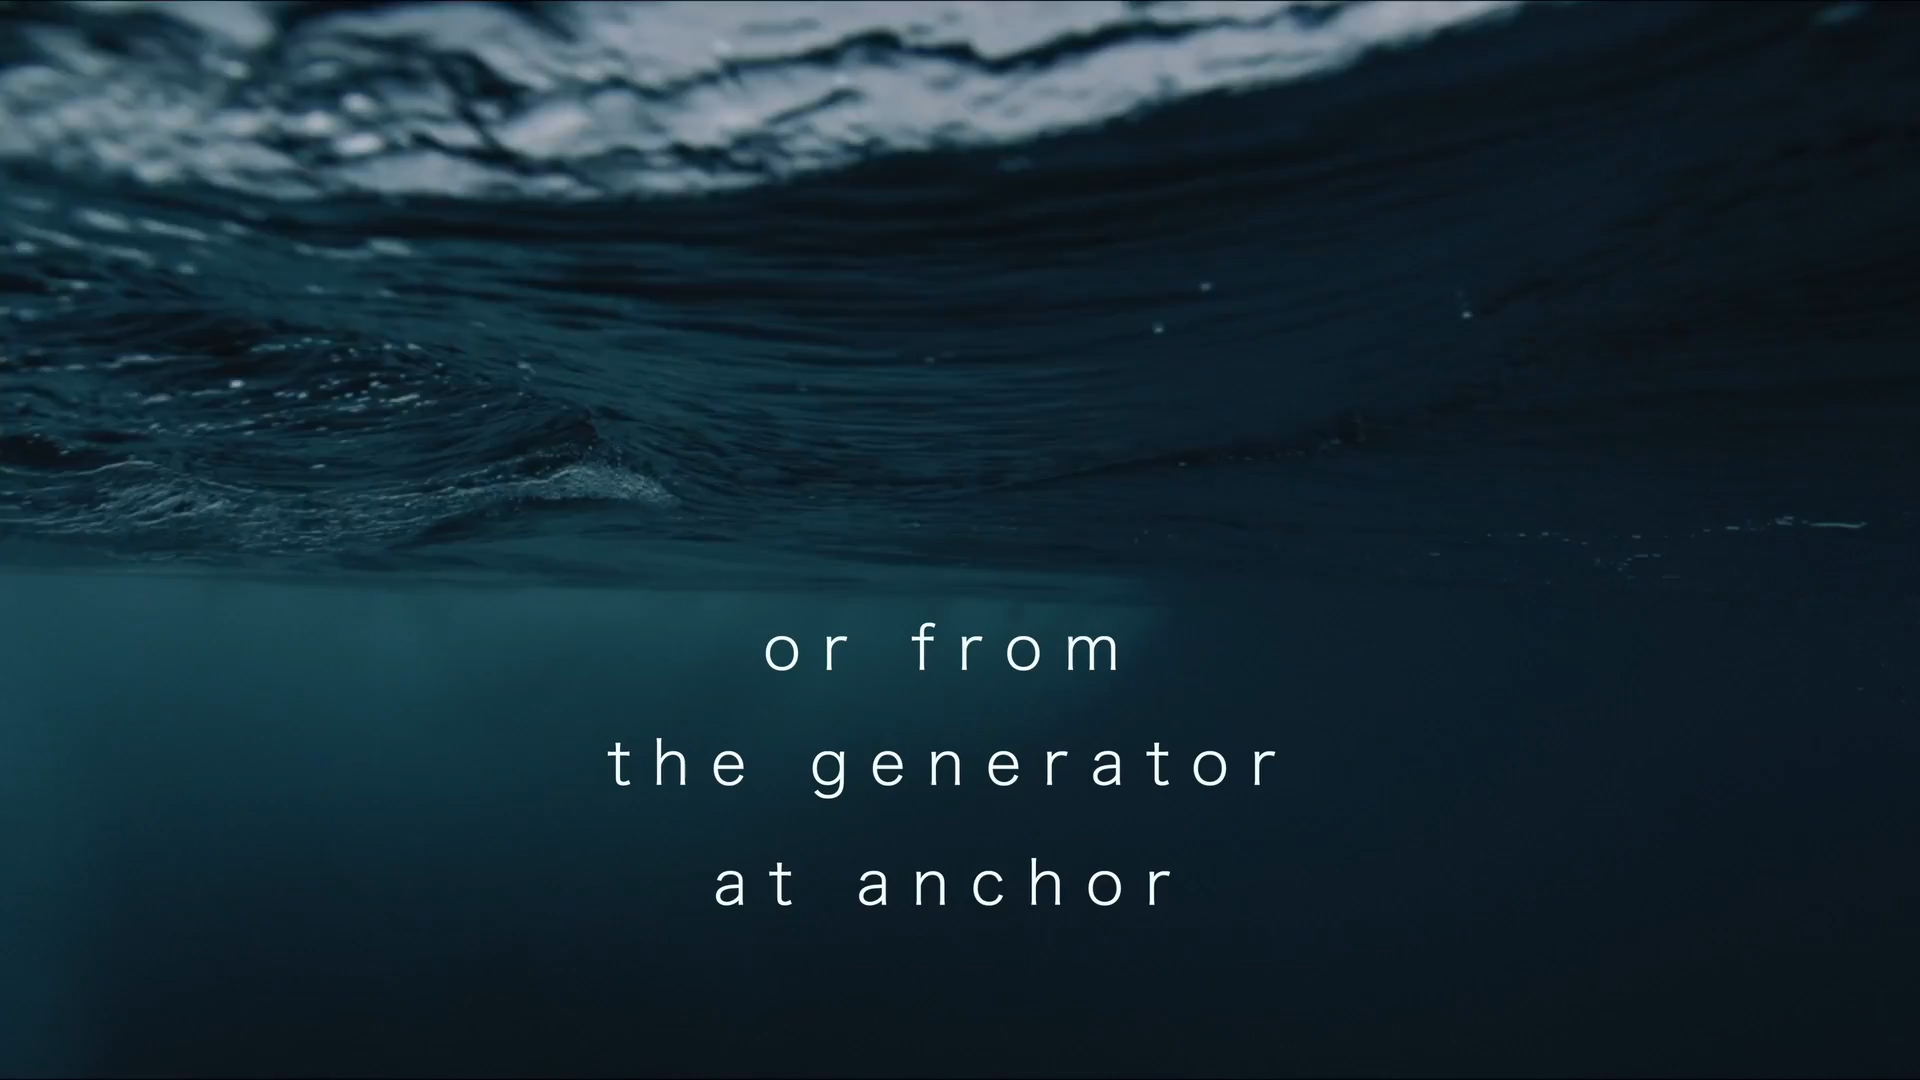 or from
the generator
at anchor